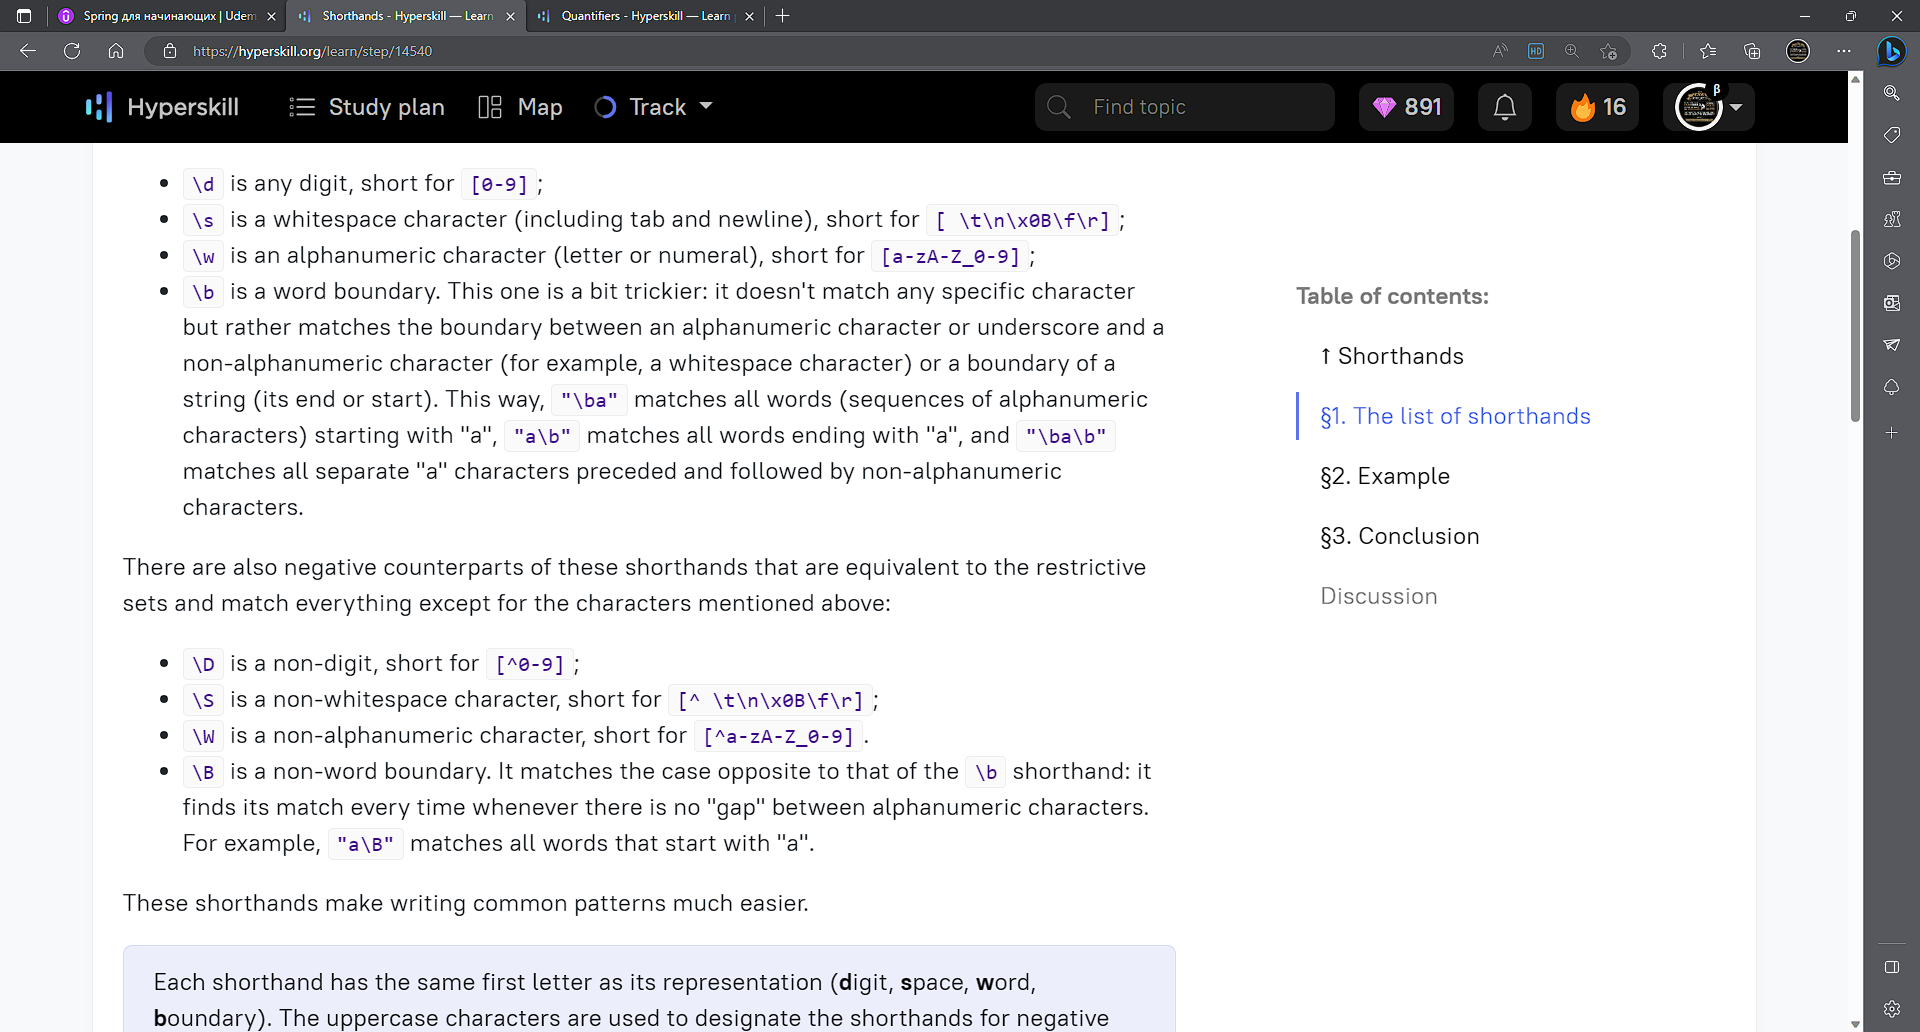 Spring для начинающих | Udem
Shorthands - Hyperskill — Learn
Quantifiers - Hyperskill — Learn
https://hyperskill.org/learn/step/14540
Hyperskill
Study plan
Map
Track
Find topic
891
16
β
\d is any digit, short for [0-9] ;
\s is a whitespace character (including tab and newline), short for [ \t\n\x0B\f\r] ;
\w is an alphanumeric character (letter or numeral), short for [a-zA-Z_0-9] ;
\b is a word boundary. This one is a bit trickier: it doesn't match any specific character
but rather matches the boundary between an alphanumeric character or underscore and a
non-alphanumeric character (for example, a whitespace character) or a boundary of a
string (its end or start). This way, "\ba" matches all words (sequences of alphanumeric
characters) starting with "a", "a\b" matches all words ending with "a", and "\ba\b"
matches all separate "a" characters preceded and followed by non-alphanumeric
characters.
There are also negative counterparts of these shorthands that are equivalent to the restrictive
sets and match everything except for the characters mentioned above:
\D is a non-digit, short for [^0-9] ;
\S is a non-whitespace character, short for [^ \t\n\x0B\f\r] ;
\W is a non-alphanumeric character, short for [^a-zA-Z_0-9] .
\B is a non-word boundary. It matches the case opposite to that of the \b shorthand: it
finds its match every time whenever there is no "gap" between alphanumeric characters.
For example, "a\B" matches all words that start with "a".
These shorthands make writing common patterns much easier.
Each shorthand has the same first letter as its representation (digit, space, word,
boundary). The uppercase characters are used to designate the shorthands for negative
Table of contents:
↑ Shorthands
§1. The list of shorthands
§2. Example
§3. Conclusion
Discussion